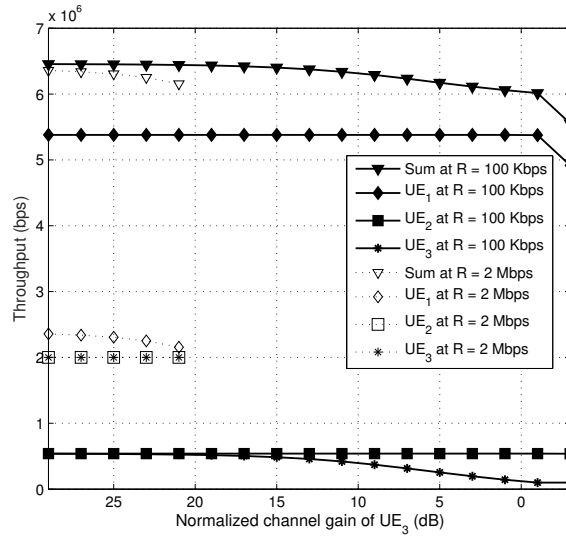 x 10⁶
7
6
5
4
3
2
1
0
Throughput (bps)
Sum at R = 100 Kbps
UE₁ at R = 100 Kbps
UE₂ at R = 100 Kbps
UE₃ at R = 100 Kbps
Sum at R = 2 Mbps
UE₁ at R = 2 Mbps
UE₂ at R = 2 Mbps
UE₃ at R = 2 Mbps
25 20 15 10 5 0
Normalized channel gain of UE₃ (dB)